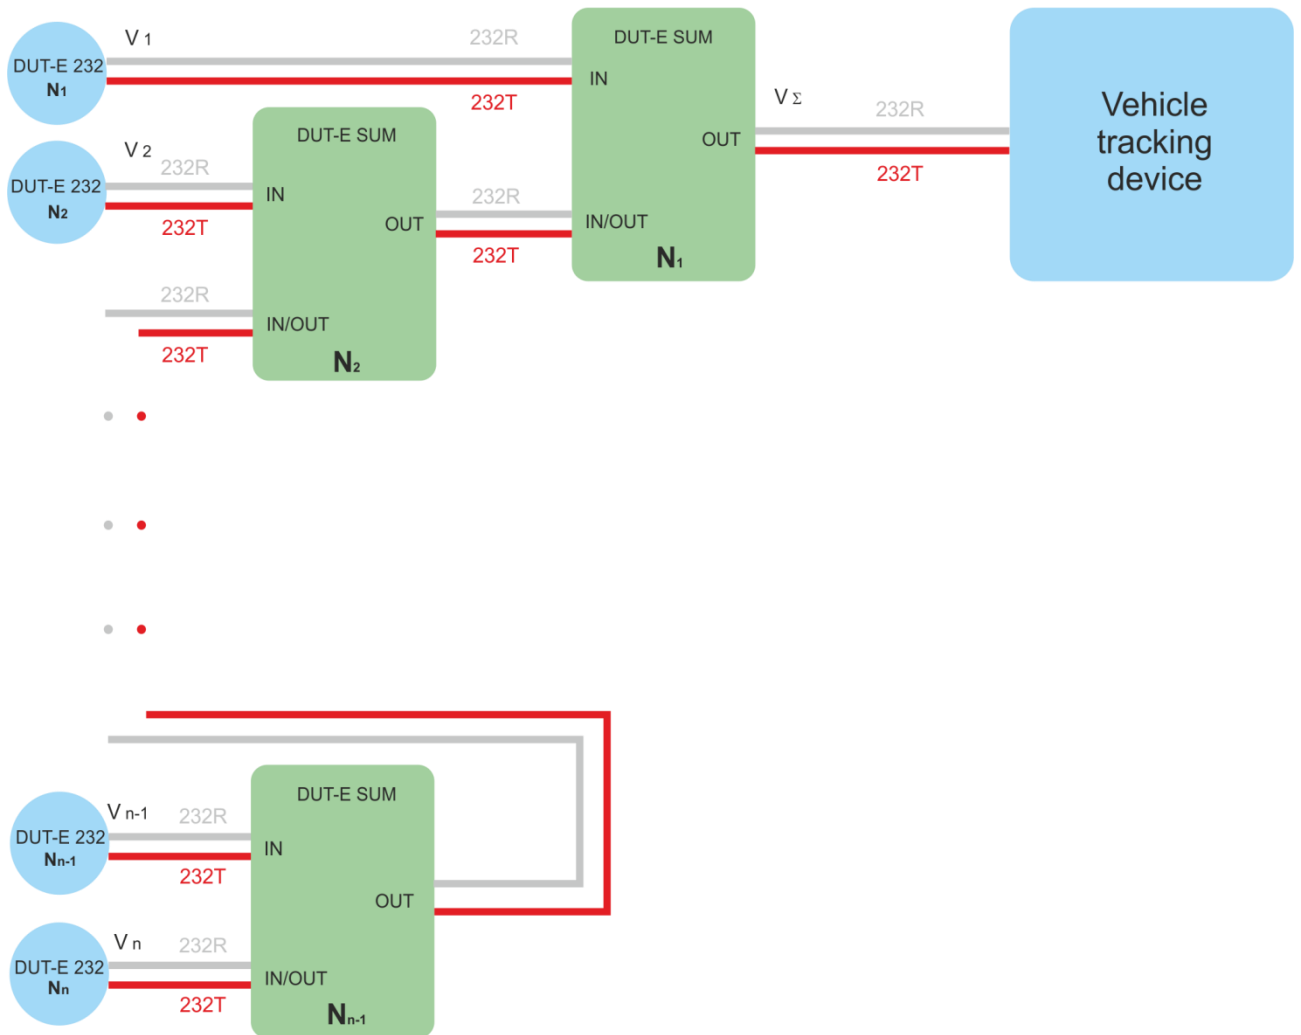 DUT-E 232
N1
V 1
232R
232T
DUT-E SUM
IN
IN/OUT
OUT
N1
V Σ
232R
232T
Vehicle
tracking
device
DUT-E 232
N2
V 2
232R
232T
232R
232T
DUT-E SUM
IN
IN/OUT
OUT
N2
232R
232T
DUT-E 232
Nn-1
V n-1
232R
232T
DUT-E SUM
IN
OUT
IN/OUT
Nn-1
DUT-E 232
Nn
V n
232R
232T